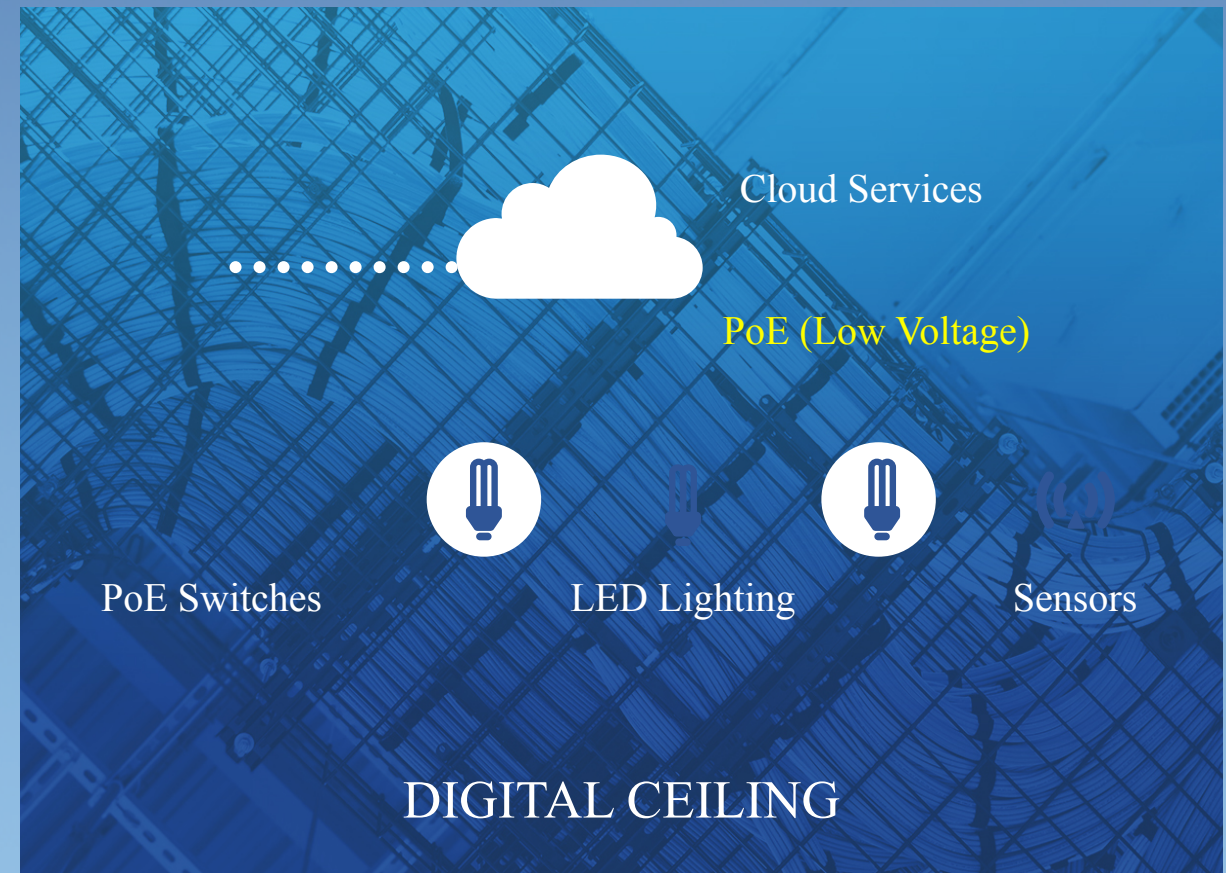 Cloud Services
PoE (Low Voltage)
PoE Switches
LED Lighting
Sensors
DIGITAL CEILING